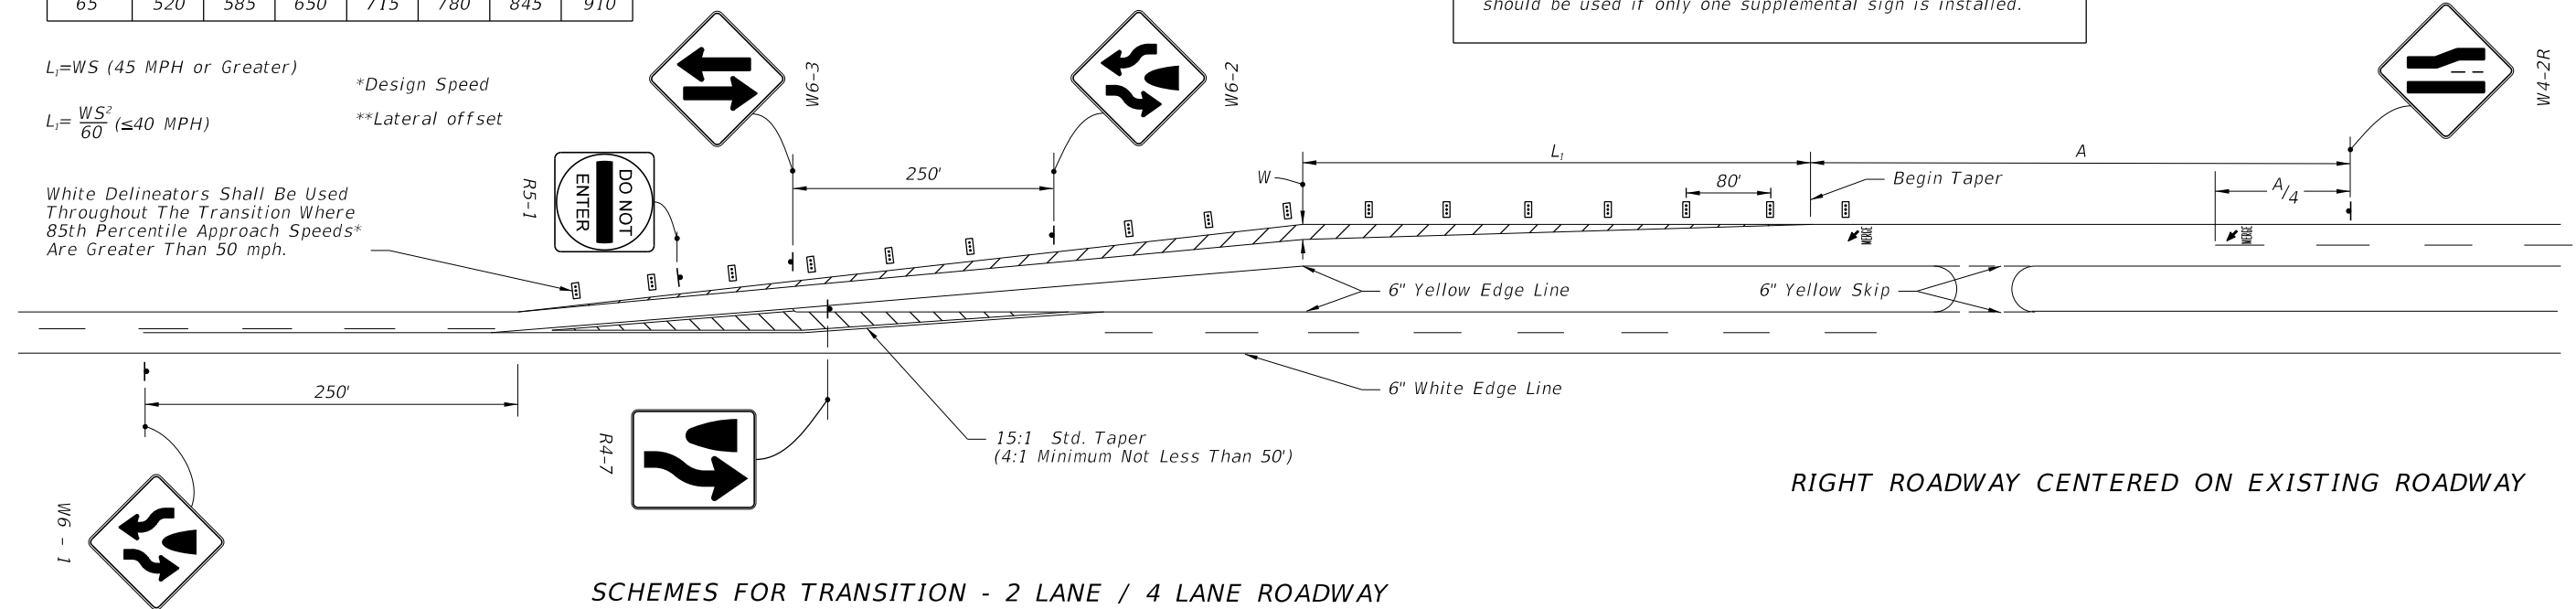 65 520 585 650 715 780 845 910
should be used if only one supplemental sign is installed.
L₁=WS (45 MPH or Greater)
*Design Speed
L₁= WS²/60 (≤40 MPH)
**Lateral offset
White Delineators Shall Be Used
Throughout The Transition Where
85th Percentile Approach Speeds*
Are Greater Than 50 mph.
R5-1
DO NOT
ENTER
W6-3
250'
W6-2
W
L₁
80'
Begin Taper
A
A/4
W4-2R
MERGE
MERGE
6" Yellow Edge Line
6" Yellow Skip
250'
6" White Edge Line
R4-7
15:1 Std. Taper
(4:1 Minimum Not Less Than 50')
W6 - 1
RIGHT ROADWAY CENTERED ON EXISTING ROADWAY
SCHEMES FOR TRANSITION - 2 LANE / 4 LANE ROADWAY